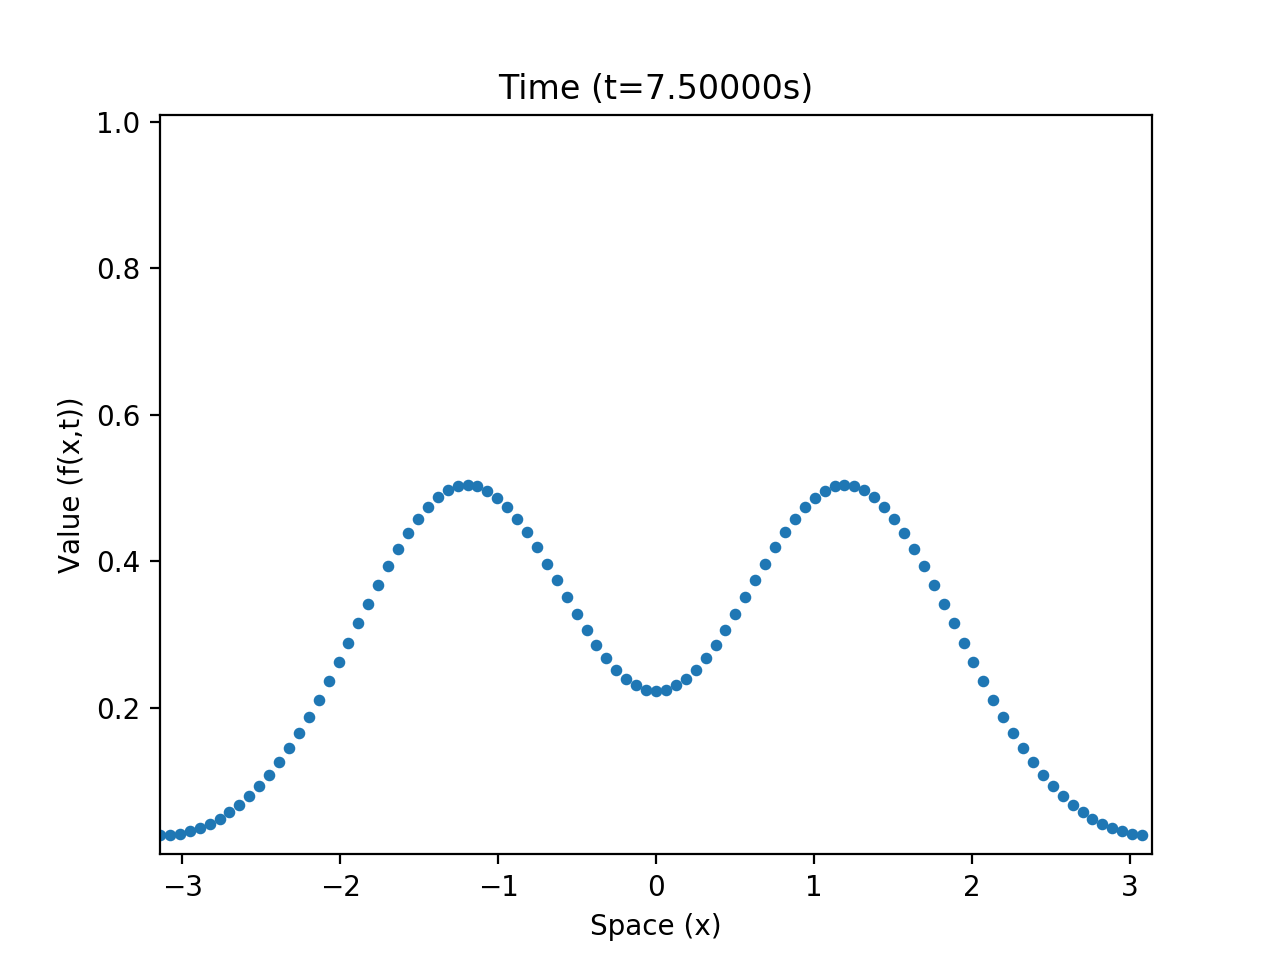 Time (t=7.50000s)
1.0
0.8
0.6
0.4
0.2
Value (f(x,t))
−3 −2 −1 0 1 2 3
Space (x)